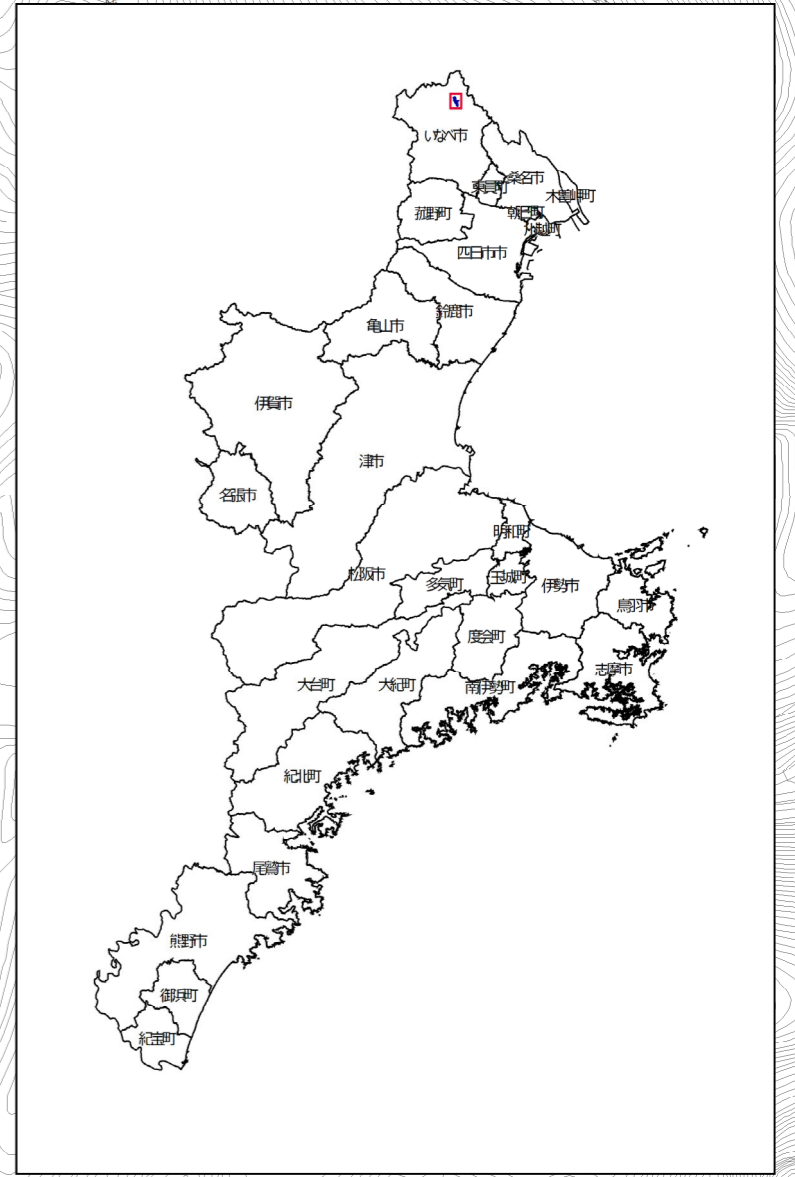 いなべ市
桑名市
東員町
木曽岬町
菰野町
朝日町
川越町
四日市市
鈴鹿市
亀山市
伊賀市
津市
名張市
明和町
松阪市
多気町
玉城町
伊勢市
鳥羽市
度会町
志摩市
大台町
大紀町
南伊勢町
紀北町
尾鷲市
熊野市
御浜町
紀宝町